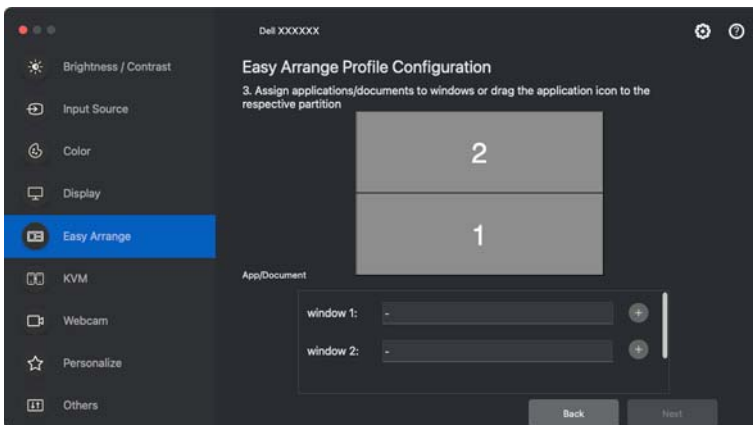 Dell XXXXXX
Brightness / Contrast
Input Source
Color
Display
Easy Arrange
KVM
Webcam
Personalize
Others
Easy Arrange Profile Configuration
3. Assign applications/documents to windows or drag the application icon to the
respective partition
2
1
App/Document
window 1:
-
window 2:
-
Back
Next